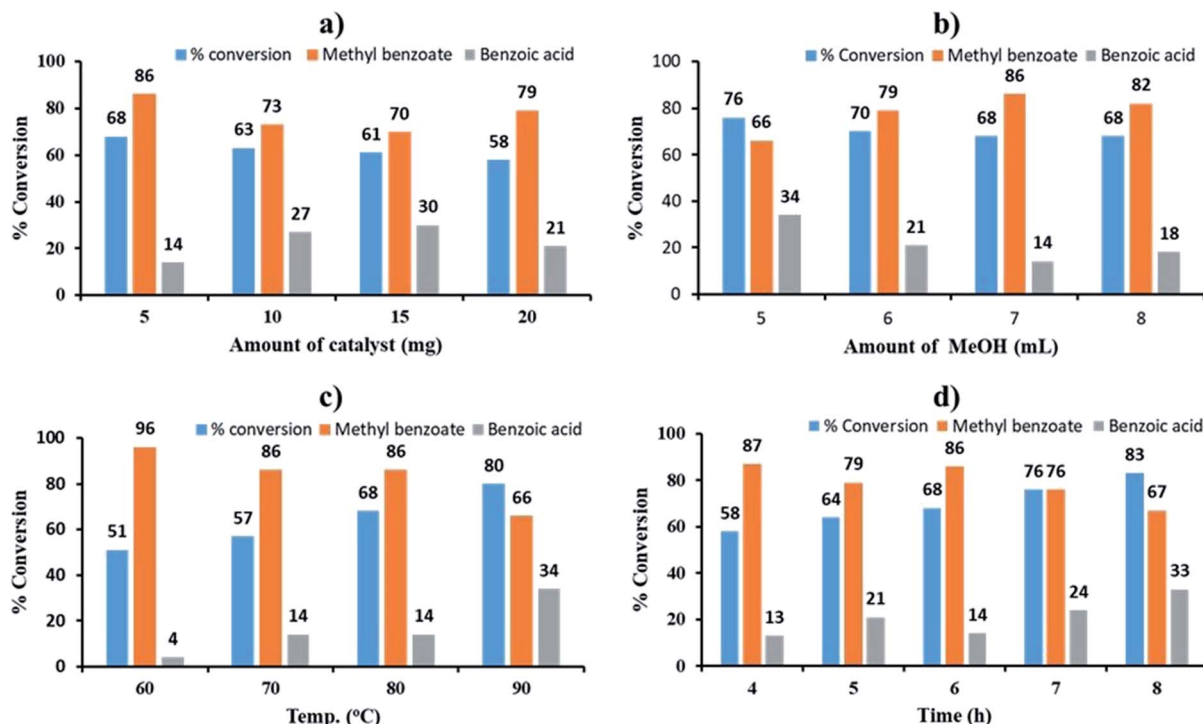 a)
% conversion Methyl benzoate Benzoic acid
% Conversion
100
80
60
40
20
0
68 86 14
63 73 27
61 70 30
58 79 21
5 10 15 20
Amount of catalyst (mg)
b)
% Conversion Methyl benzoate Benzoic acid
% Conversion
100
80
60
40
20
0
76 66 34
70 79 21
68 86 14
68 82 18
5 6 7 8
Amount of MeOH (mL)
c)
% conversion Methyl benzoate Benzoic acid
% Conversion
100
80
60
40
20
0
51 96 4
57 86 14
68 86 14
80 66 34
60 70 80 90
Temp. (°C)
d)
% Conversion Methyl benzoate Benzoic acid
% Conversion
100
80
60
40
20
0
58 87 13
64 79 21
68 86 14
76 76 24
83 67 33
4 5 6 7 8
Time (h)